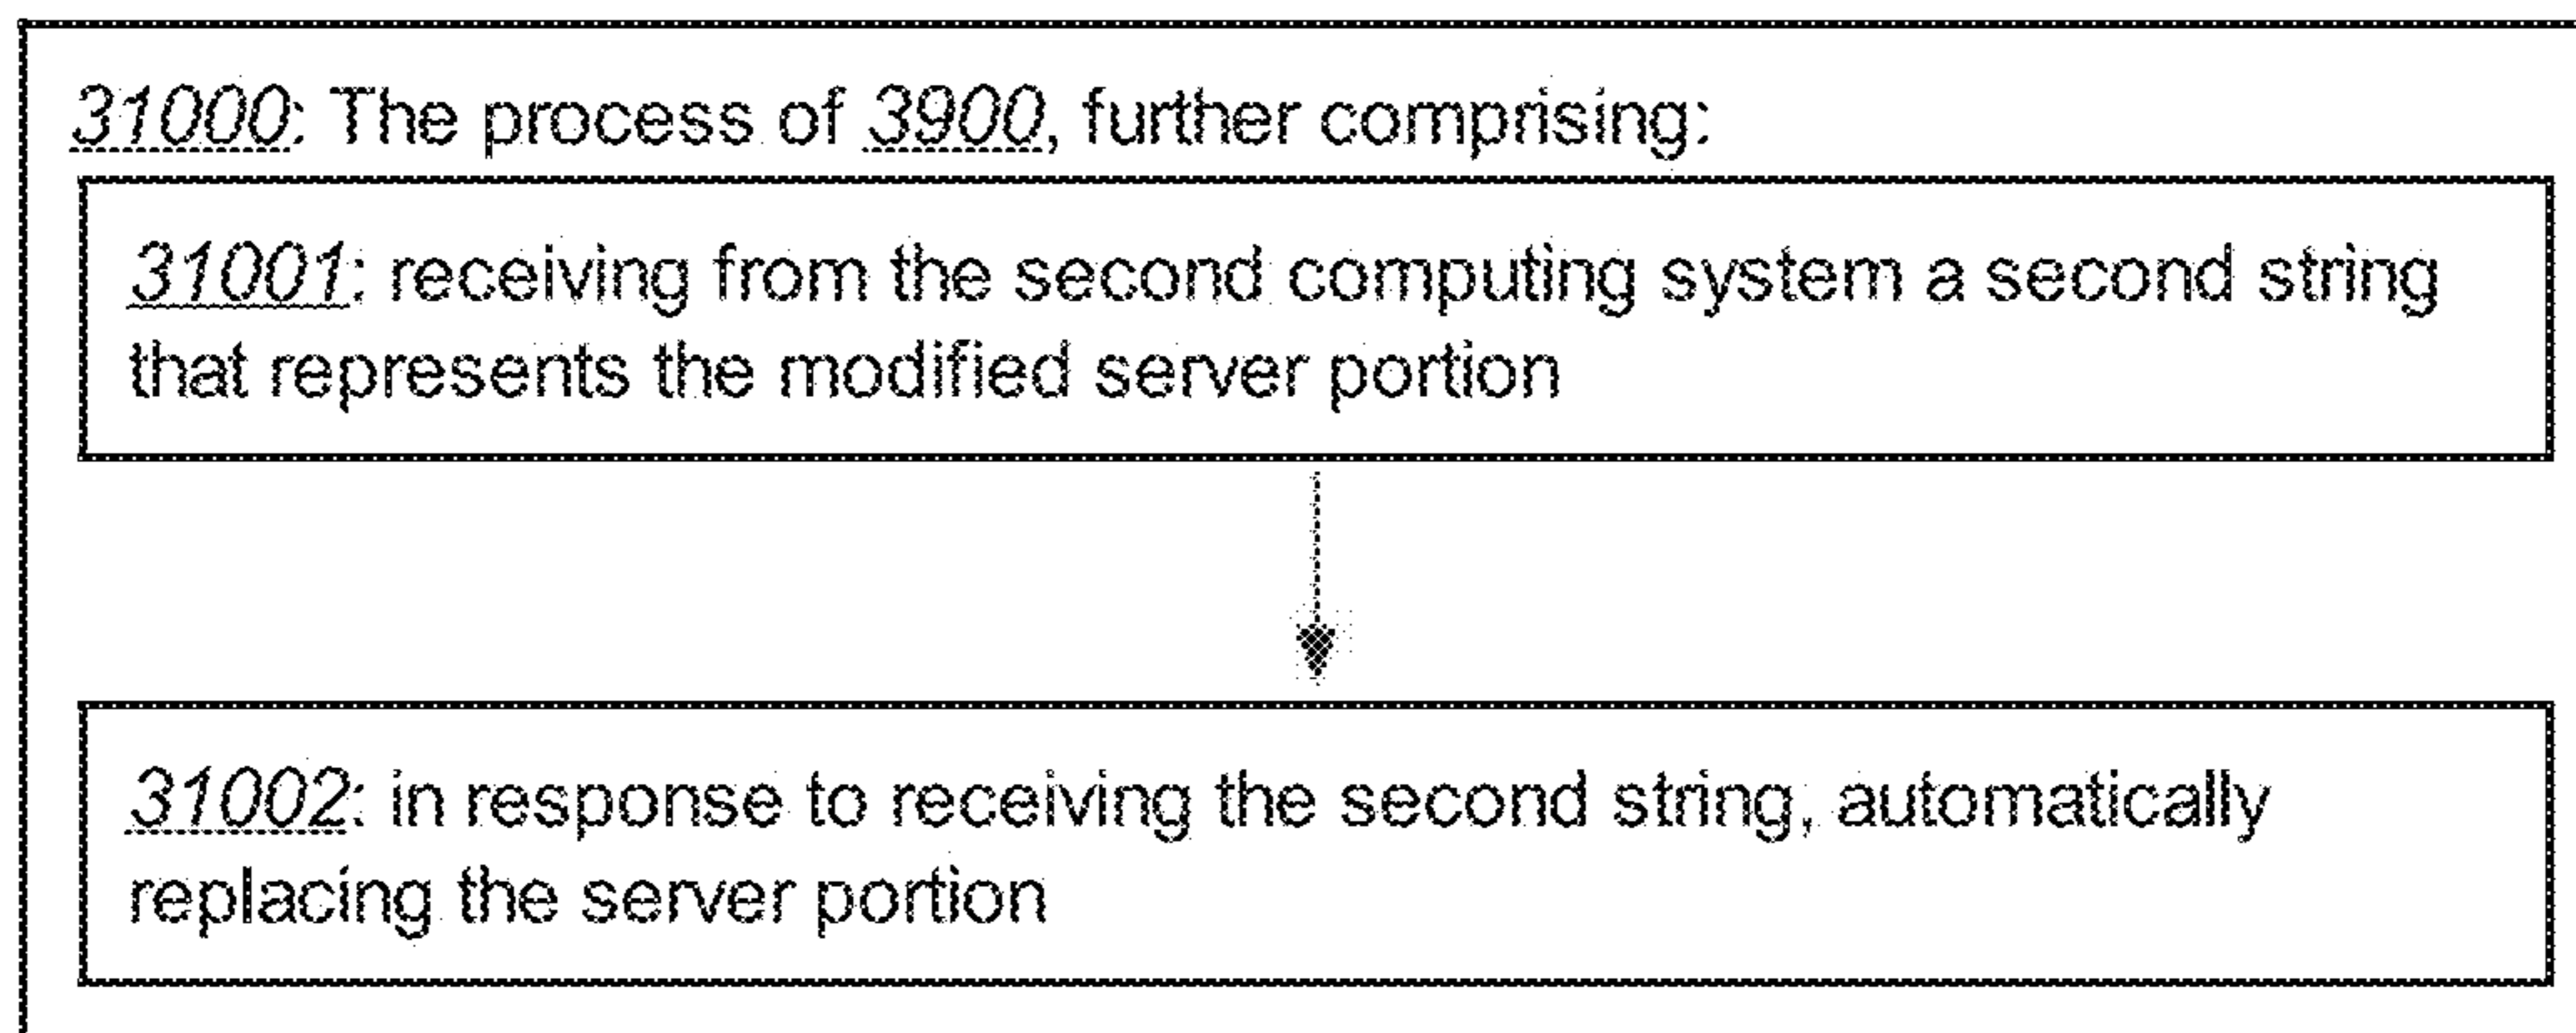 31000: The process of 3900, further comprising:
31001: receiving from the second computing system a second string
that represents the modified server portion
31002: in response to receiving the second string, automatically
replacing the server portion